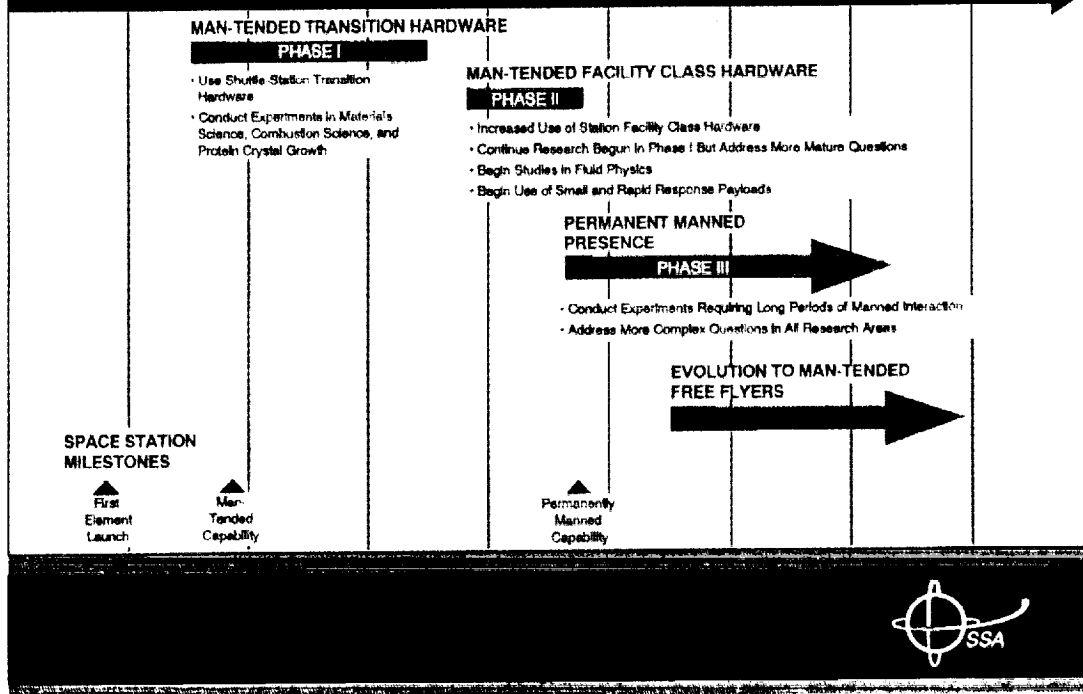 MAN-TENDED TRANSITION HARDWARE
PHASE I
· Use Shuttle-Station Transition
Hardware
· Conduct Experiments in Materials
Science, Combustion Science, and
Protein Crystal Growth
MAN-TENDED FACILITY CLASS HARDWARE
PHASE II
· Increased Use of Station Facility Class Hardware
· Continue Research Begun in Phase I But Address More Mature Questions
· Begin Studies in Fluid Physics
· Begin Use of Small and Rapid Response Payloads
PERMANENT MANNED
PRESENCE
PHASE III
· Conduct Experiments Requiring Long Periods of Manned Interaction
· Address More Complex Questions in All Research Areas
EVOLUTION TO MAN-TENDED
FREE FLYERS
SPACE STATION
MILESTONES
First
Element
Launch
Man-
Tended
Capability
Permanently
Manned
Capability
SSA